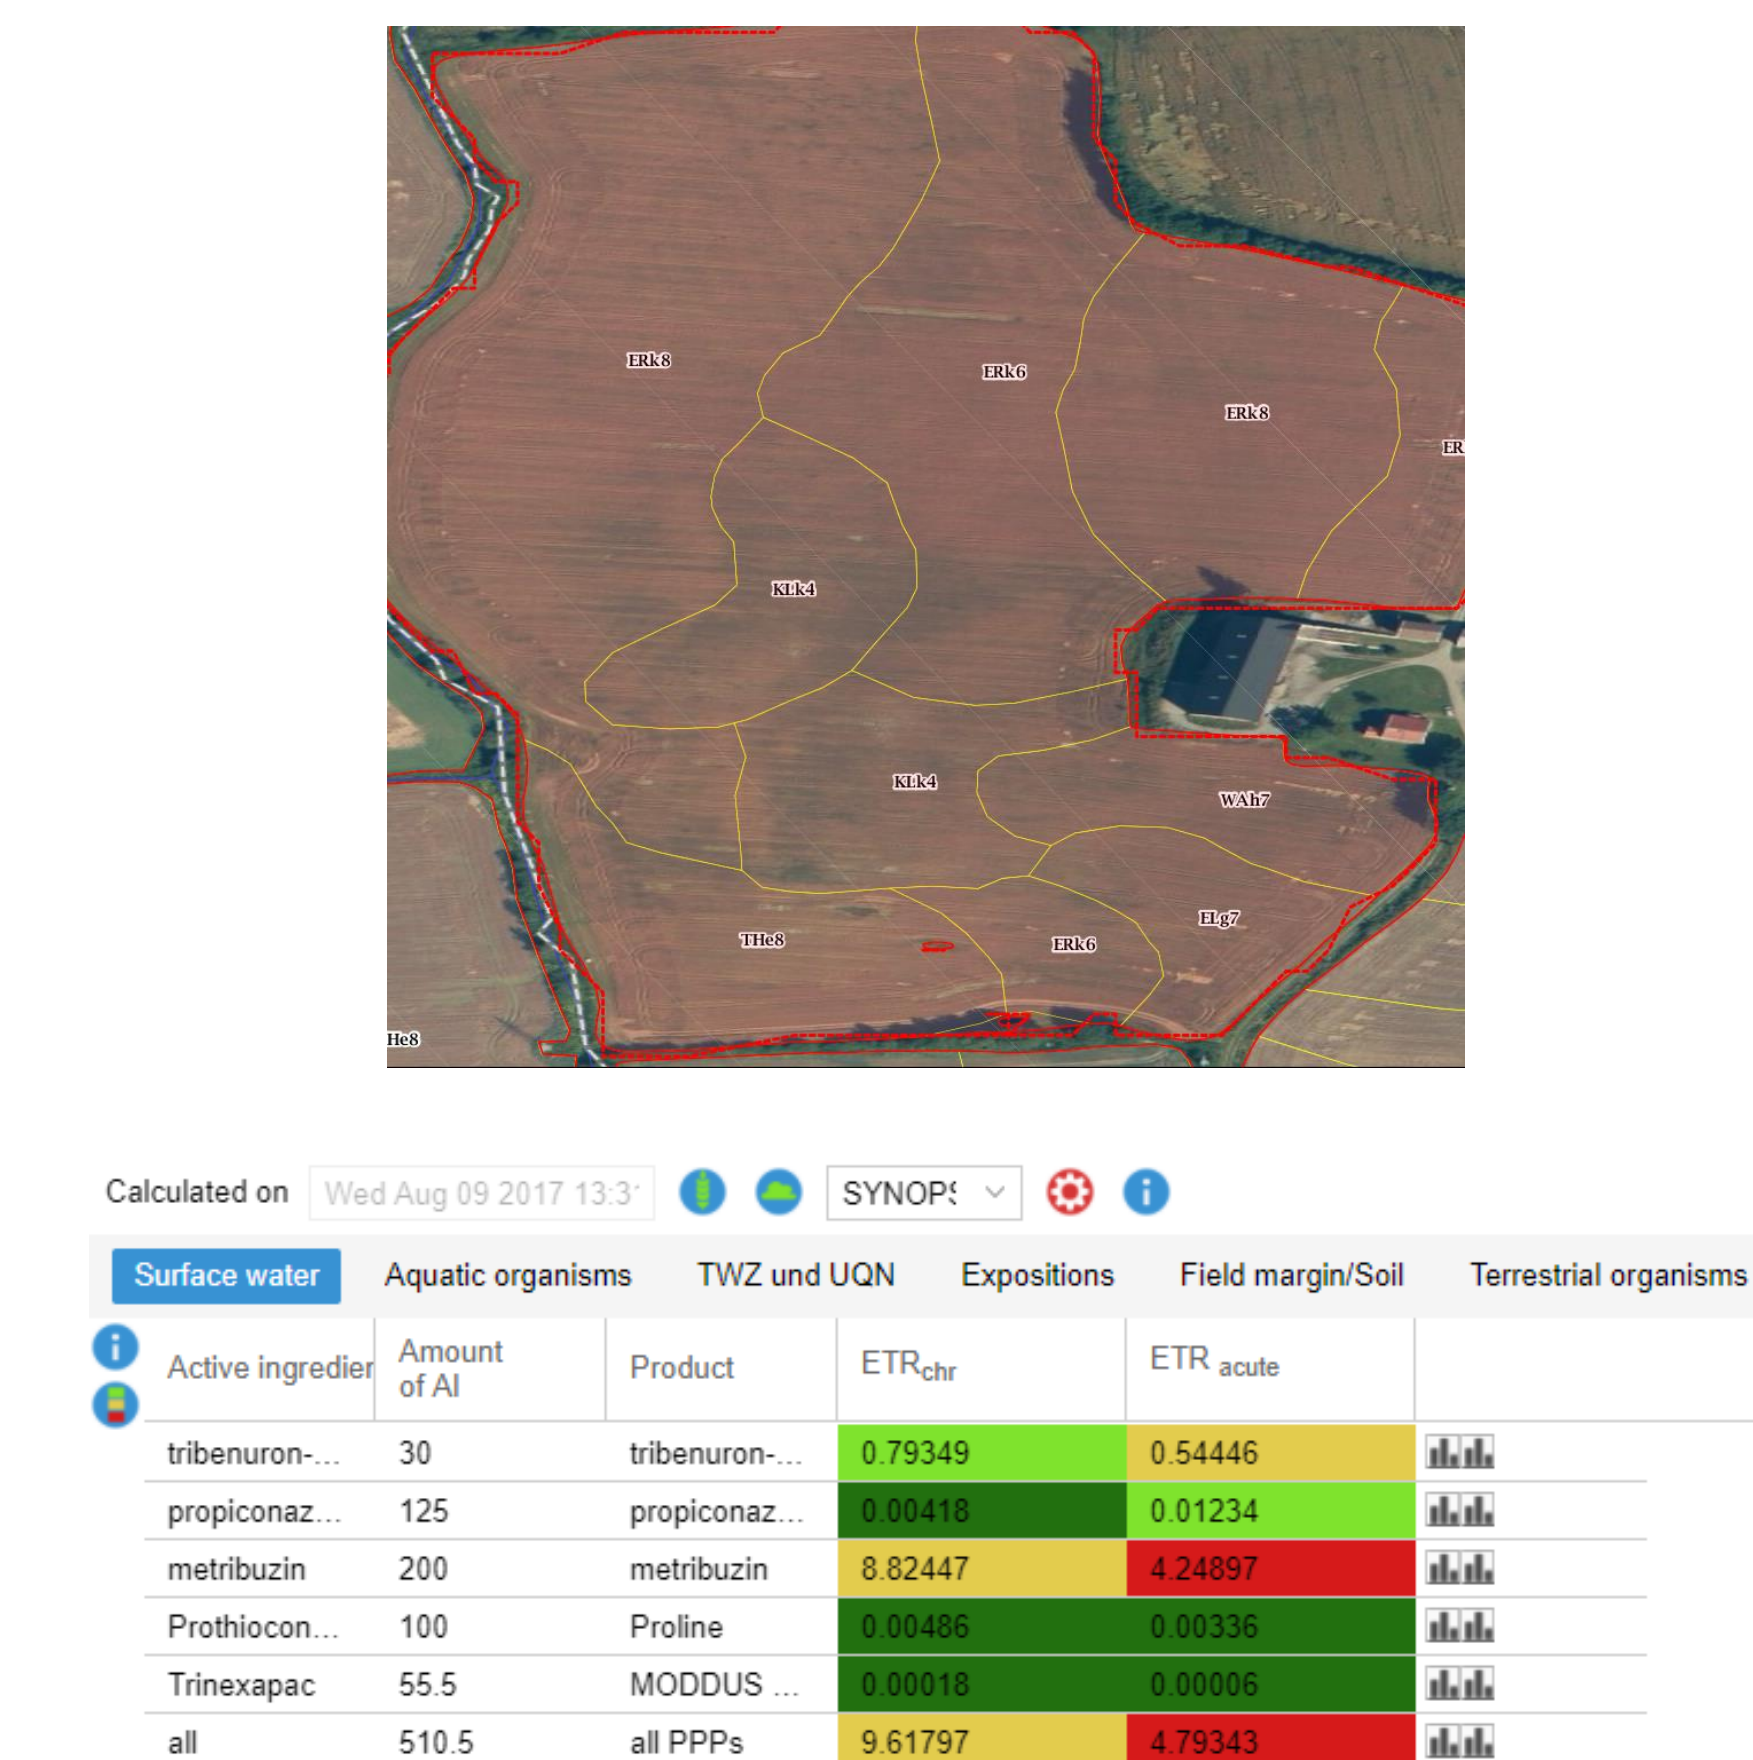 ERk8
ERk6
ERk8
ER
KLk4
KLk4
WAh7
ELg7
THe8
ERk6
He8
Calculated on Wed Aug 09 2017 13:3 SYNOPS
Surface water Aquatic organisms TWZ und UQN Expositions Field margin/Soil Terrestrial organisms
Active ingredien Amount of AI Product ETR chr ETR acute
tribenuron-... 30 tribenuron-... 0.79349 0.54446
propiconaz... 125 propiconaz... 0.00418 0.01234
metribuzin 200 metribuzin 8.82447 4.24897
Prothiocon... 100 Proline 0.00486 0.00336
Trinexapac 55.5 MODDUS ... 0.00018 0.00006
all 510.5 all PPPs 9.61797 4.79343